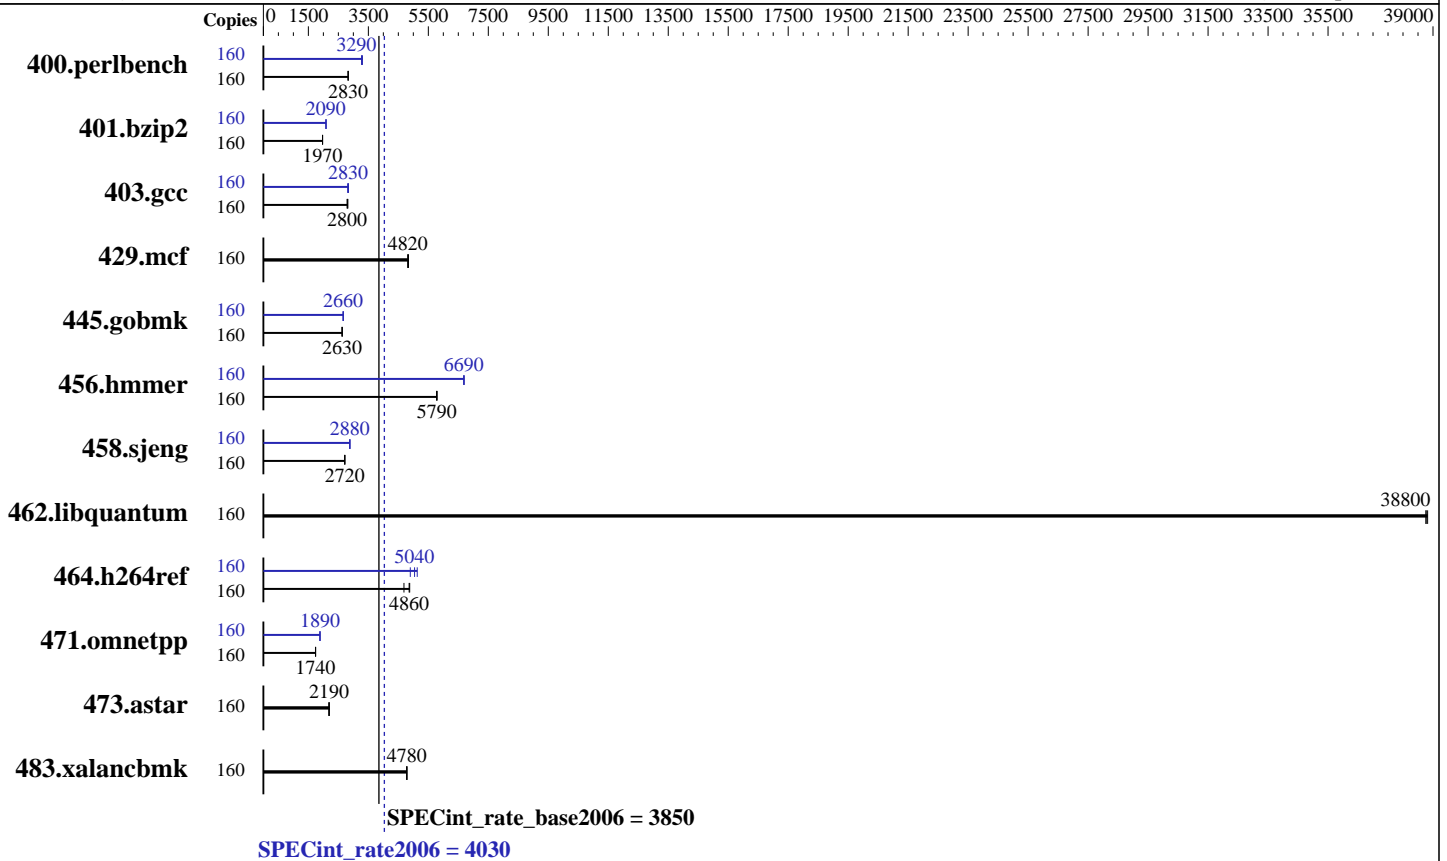 Copies 0 1500 3500 5500 7500 9500 11500 13500 15500 17500 19500 21500 23500 25500 27500 29500 31500 33500 35500 39000
400.perlbench 160 3290
160 2830
401.bzip2 160 2090
160 1970
403.gcc 160 2830
160 2800
429.mcf 160 4820
445.gobmk 160 2660
160 2630
456.hmmer 160 6690
160 5790
458.sjeng 160 2880
160 2720
462.libquantum 160 38800
464.h264ref 160 5040
160 4860
471.omnetpp 160 1890
160 1740
473.astar 160 2190
483.xalancbmk 160 4780
SPECint_rate_base2006 = 3850
SPECint_rate2006 = 4030